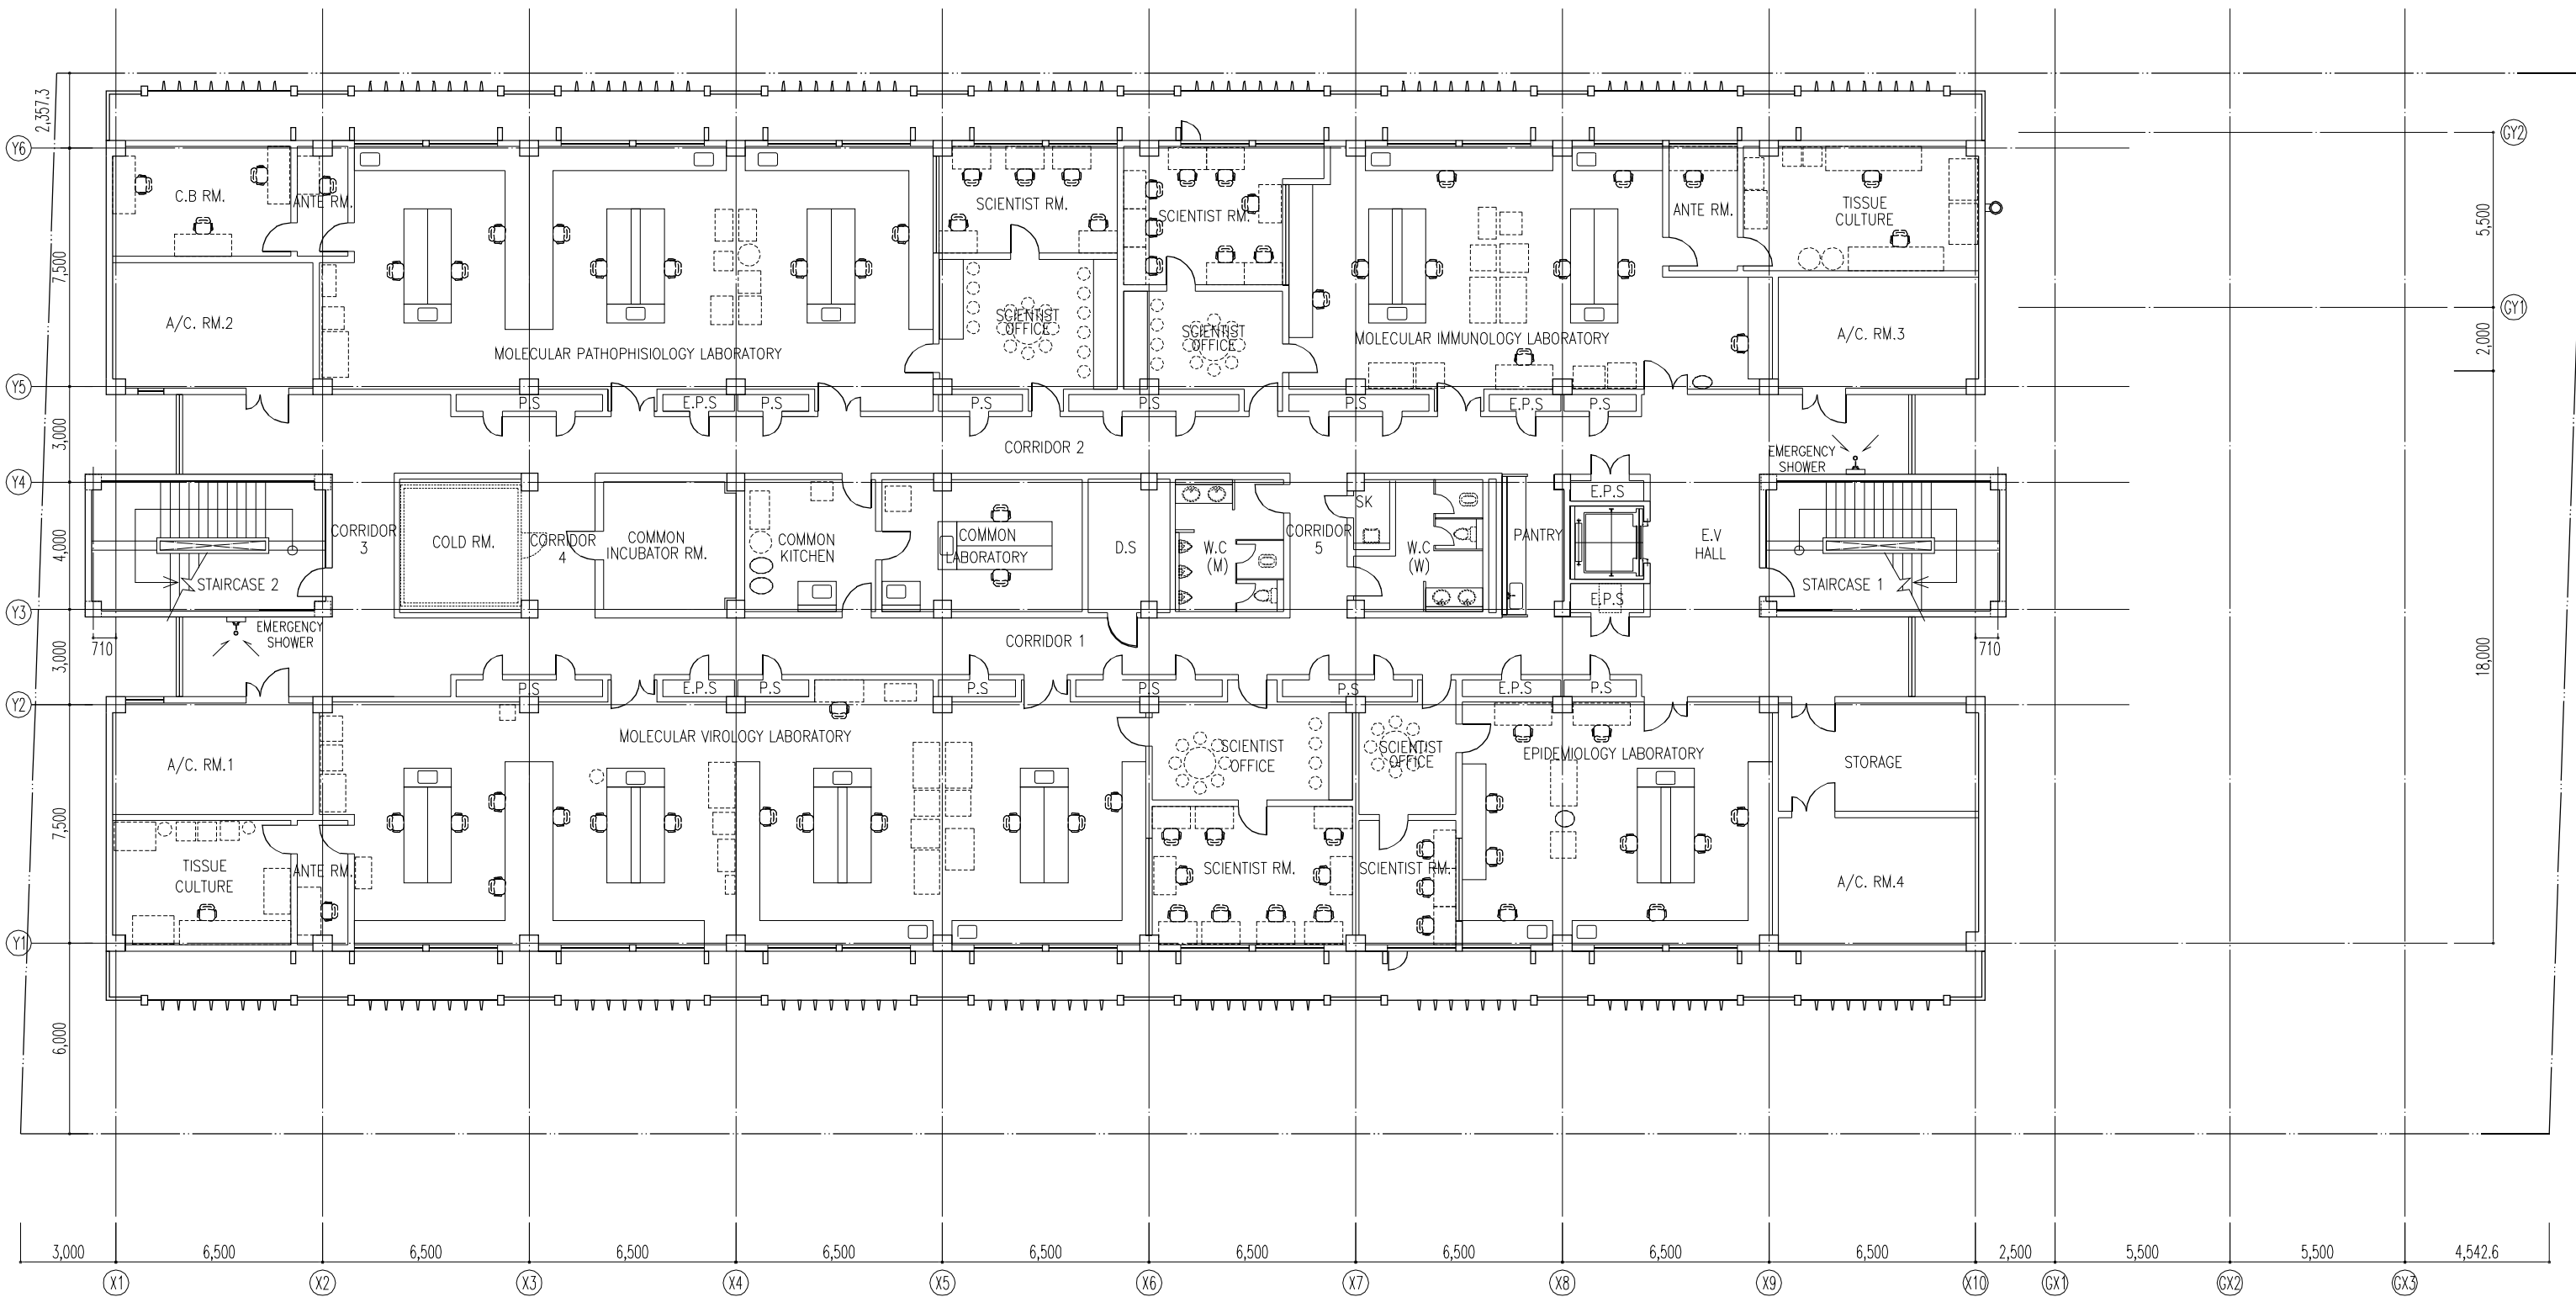 2,357.3
Y6
GY2
C.B RM.
ANTE RM.
SCIENTIST RM.
SCIENTIST RM.
ANTE RM.
TISSUE
CULTURE
5,500
7,500
GY1
A/C. RM.2
SCIENTIST
OFFICE
SCIENTIST
OFFICE
MOLECULAR PATHOPHISIOLOGY LABORATORY
MOLECULAR IMMUNOLOGY LABORATORY
A/C. RM.3
2,000
Y5
P.S
E.P.S
P.S
P.S
P.S
P.S
E.P.S
P.S
3,000
CORRIDOR 2
EMERGENCY
SHOWER
Y4
E.P.S
SK
4,000
CORRIDOR
3
COLD RM.
CORRIDOR
4
COMMON
INCUBATOR RM.
COMMON
KITCHEN
COMMON
LABORATORY
D.S
W.C
(M)
CORRIDOR
5
W.C
(W)
PANTRY
E.V
HALL
STAIRCASE 2
STAIRCASE 1
E.P.S
Y3
EMERGENCY
SHOWER
710
3,000
CORRIDOR 1
710
18,000
P.S
E.P.S
P.S
P.S
P.S
P.S
E.P.S
P.S
Y2
MOLECULAR VIROLOGY LABORATORY
SCIENTIST
OFFICE
SCIENTIST
OFFICE
EPIDEMIOLOGY LABORATORY
A/C. RM.1
STORAGE
7,500
TISSUE
CULTURE
ANTE RM.
SCIENTIST RM.
SCIENTIST RM.
A/C. RM.4
Y1
6,000
3,000
6,500
6,500
6,500
6,500
6,500
6,500
6,500
6,500
6,500
2,500
5,500
5,500
4,542.6
X1
X2
X3
X4
X5
X6
X7
X8
X9
X10
GX1
GX2
GX3